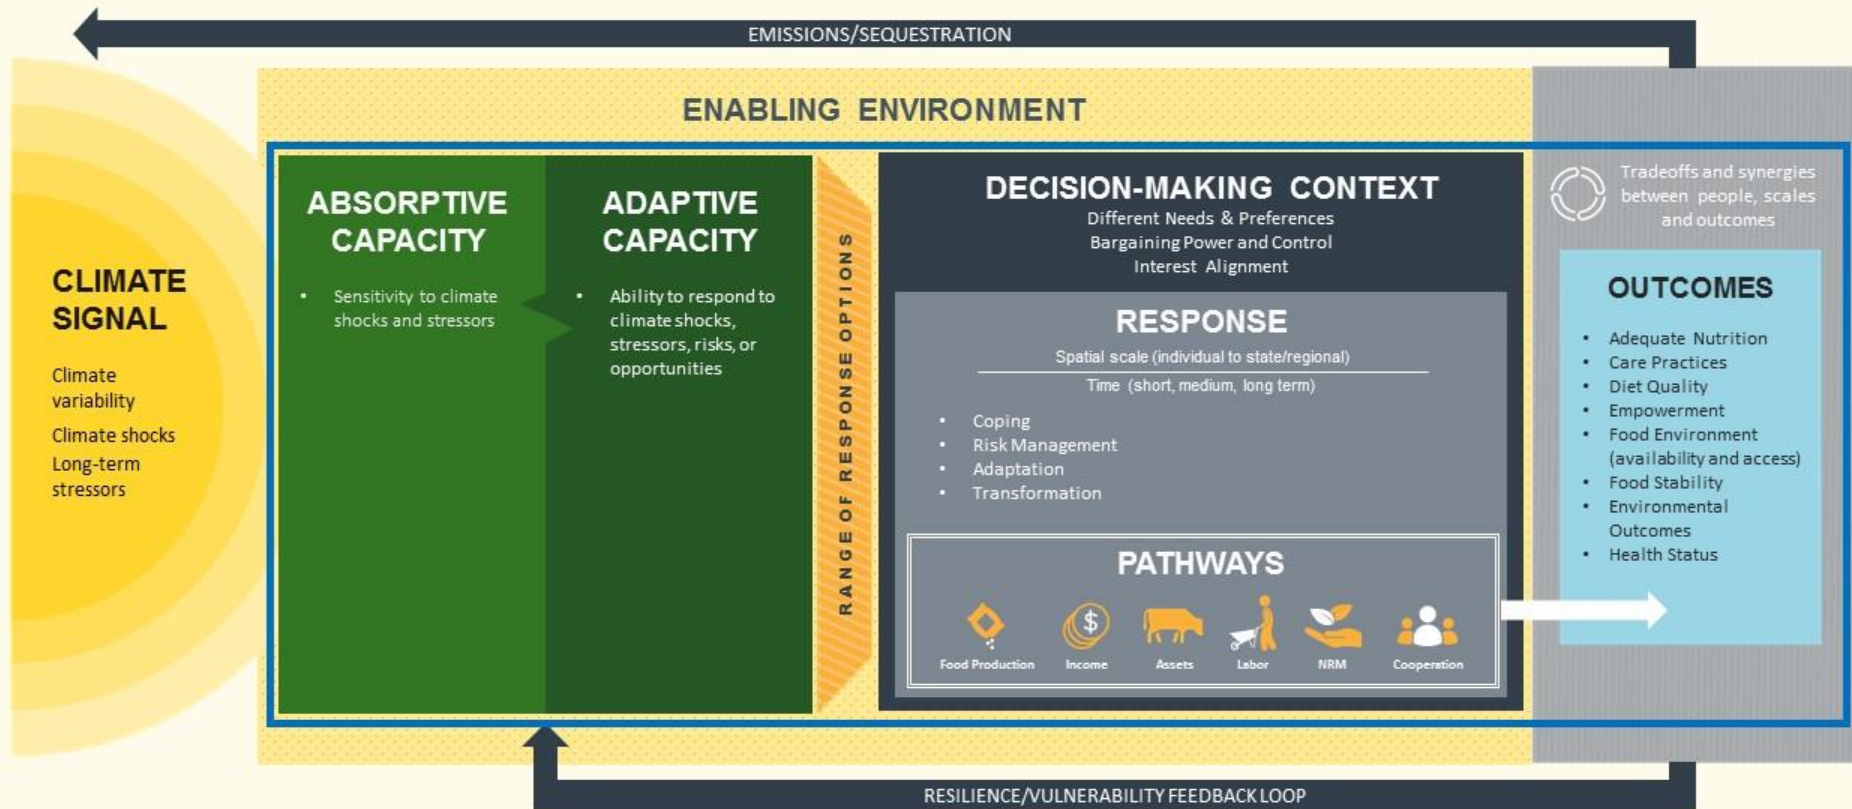 EMISSIONS/SEQUESTRATION
ENABLING ENVIRONMENT
CLIMATE
SIGNAL
Climate
variability
Climate shocks
Long-term
stressors
ABSORPTIVE
CAPACITY
• Sensitivity to climate
shocks and stressors
ADAPTIVE
CAPACITY
• Ability to respond to
climate shocks,
stressors, risks, or
opportunities
RANGE OF RESPONSE OPTIONS
DECISION-MAKING CONTEXT
Different Needs & Preferences
Bargaining Power and Control
Interest Alignment
RESPONSE
Spatial scale (individual to state/regional)
Time (short, medium, long term)
• Coping
• Risk Management
• Adaptation
• Transformation
PATHWAYS
$
Food Production
Income
Assets
Labor
NRM
Cooperation
Tradeoffs and synergies
between people, scales
and outcomes
OUTCOMES
• Adequate Nutrition
• Care Practices
• Diet Quality
• Empowerment
• Food Environment
(availability and access)
• Food Stability
• Environmental
Outcomes
• Health Status
RESILIENCE/VULNERABILITY FEEDBACK LOOP